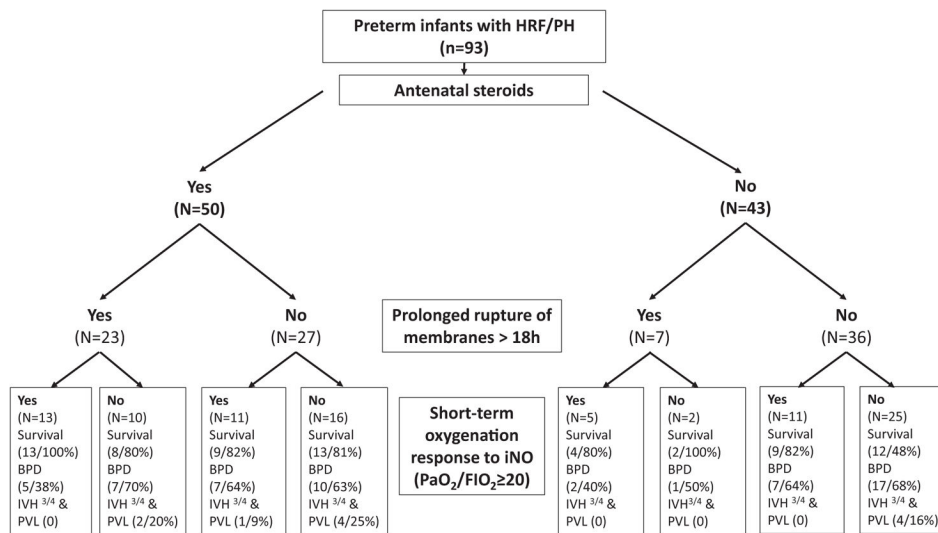 Preterm infants with HRF/PH
(n=93)
Antenatal steroids
Yes
(N=50)
No
(N=43)
Yes
(N=23)
No
(N=27)
Prolonged rupture of
membranes > 18h
Yes
(N=7)
No
(N=36)
Yes
(N=13)
Survival
(13/100%)
BPD
(5/38%)
IVH 3/4 &
PVL (0)
No
(N=10)
Survival
(8/80%)
BPD
(7/70%)
IVH 3/4 &
PVL (2/20%)
Yes
(N=11)
Survival
(9/82%)
BPD
(7/64%)
IVH 3/4 &
PVL (1/9%)
No
(N=16)
Survival
(13/81%)
BPD
(10/63%)
IVH 3/4 &
PVL (4/25%)
Short-term
oxygenation
response to iNO
(PaO2/FIO2≥20)
Yes
(N=5)
Survival
(4/80%)
BPD
(2/40%)
IVH 3/4 &
PVL (0)
No
(N=2)
Survival
(2/100%)
BPD
(1/50%)
IVH3/4 &
PVL (0)
Yes
(N=11)
Survival
(9/82%)
BPD
(7/64%)
IVH 3/4 &
PVL (0)
No
(N=25)
Survival
(12/48%)
BPD
(17/68%)
IVH 3/4 &
PVL (4/16%)